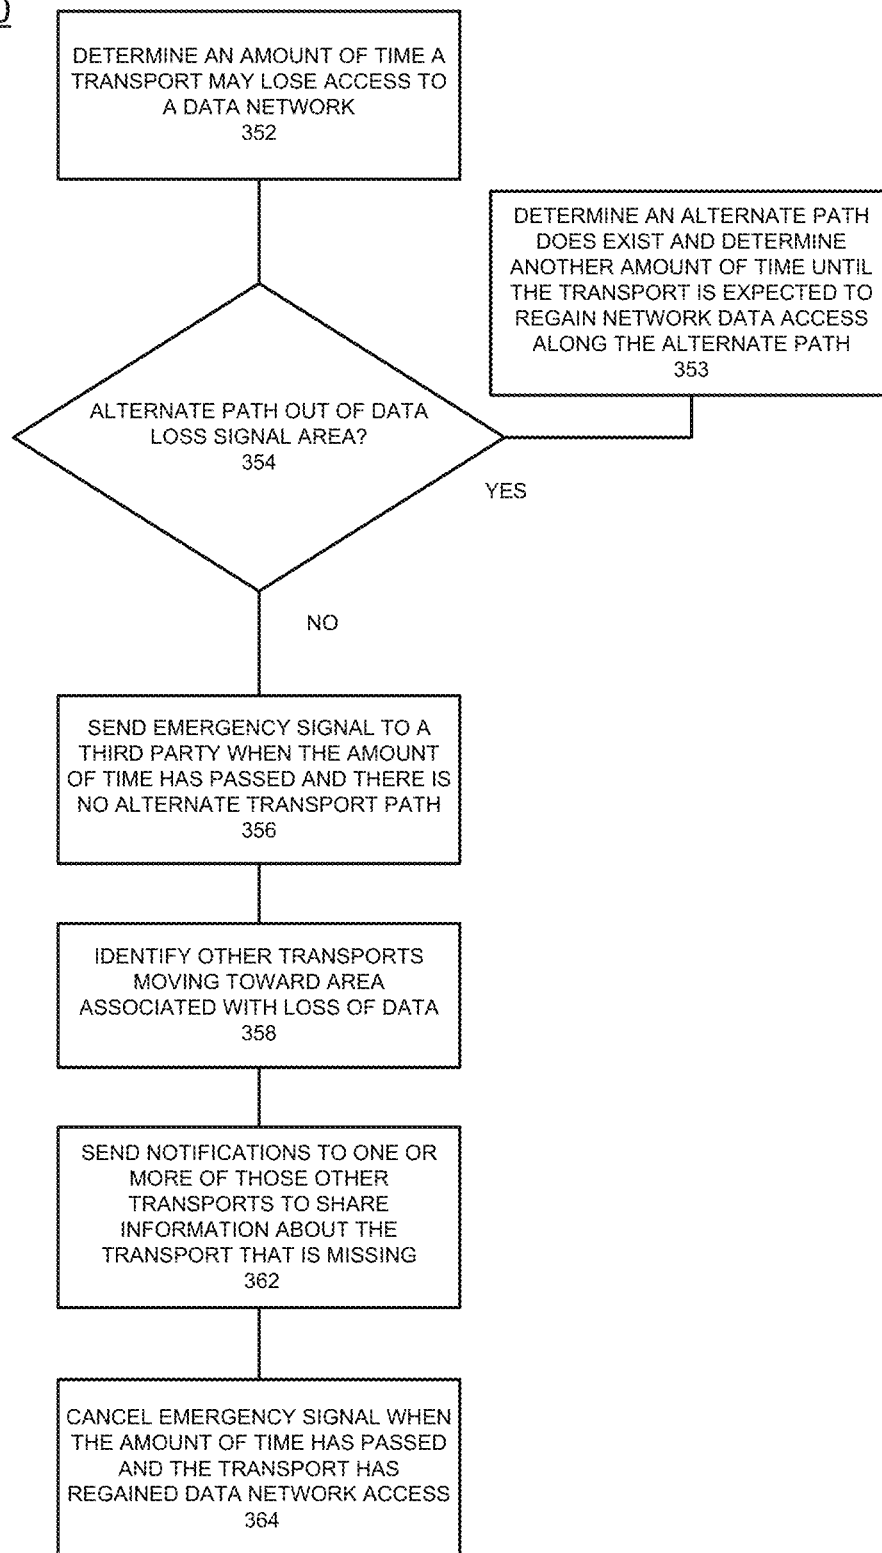 DETERMINE AN AMOUNT OF TIME A
TRANSPORT MAY LOSE ACCESS TO
A DATA NETWORK
352
DETERMINE AN ALTERNATE PATH
DOES EXIST AND DETERMINE
ANOTHER AMOUNT OF TIME UNTIL
THE TRANSPORT IS EXPECTED TO
REGAIN NETWORK DATA ACCESS
ALONG THE ALTERNATE PATH
353
ALTERNATE PATH OUT OF DATA
LOSS SIGNAL AREA?
354
YES
NO
SEND EMERGENCY SIGNAL TO A
THIRD PARTY WHEN THE AMOUNT
OF TIME HAS PASSED AND THERE IS
NO ALTERNATE TRANSPORT PATH
356
IDENTIFY OTHER TRANSPORTS
MOVING TOWARD AREA
ASSOCIATED WITH LOSS OF DATA
358
SEND NOTIFICATIONS TO ONE OR
MORE OF THOSE OTHER
TRANSPORTS TO SHARE
INFORMATION ABOUT THE
TRANSPORT THAT IS MISSING
362
CANCEL EMERGENCY SIGNAL WHEN
THE AMOUNT OF TIME HAS PASSED
AND THE TRANSPORT HAS
REGAINED DATA NETWORK ACCESS
364